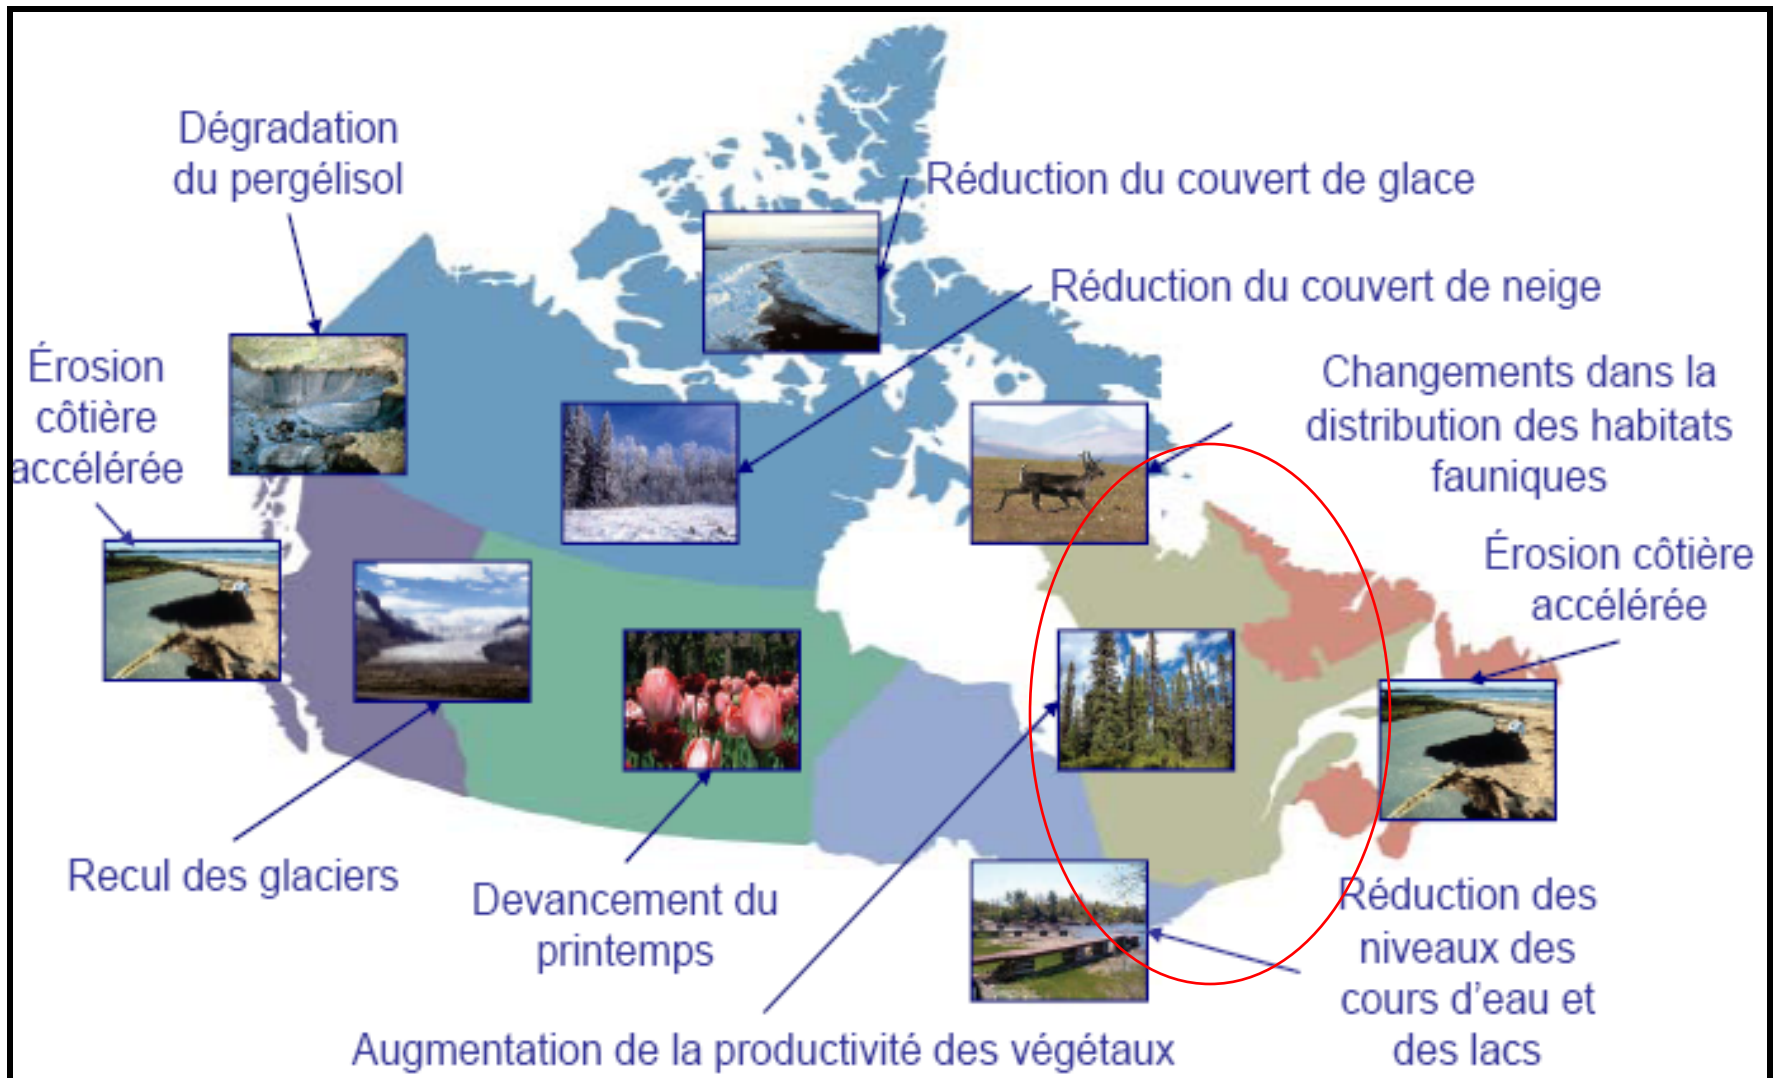 Dégradation
du pergélisol
Réduction du couvert de glace
Réduction du couvert de neige
Érosion
côtière
accélérée
Changements dans la
distribution des habitats
fauniques
Érosion côtière
accélérée
Recul des glaciers
Devancement du
printemps
Augmentation de la productivité des végétaux
Réduction des
niveaux des
cours d'eau et
des lacs